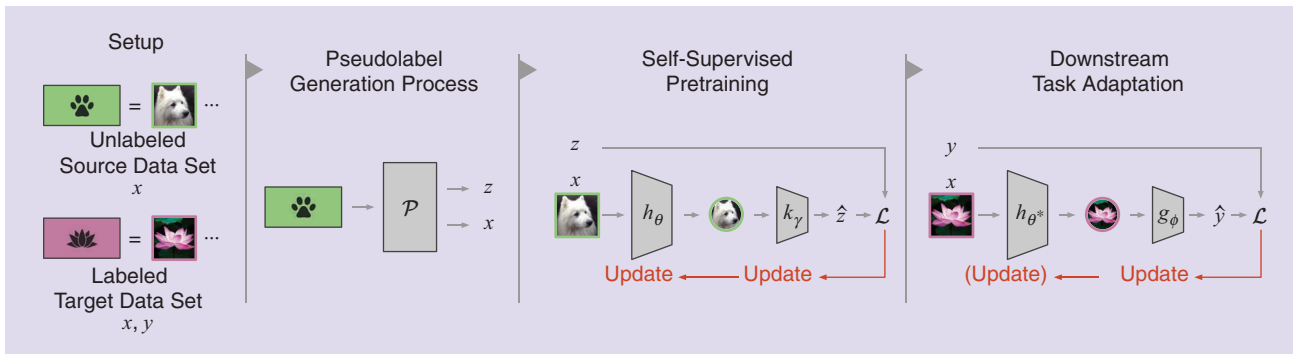 Setup
=
...
Unlabeled
Source Data Set
x
=
...
Labeled
Target Data Set
x, y
Pseudolabel
Generation Process
𝒫
z
x
Self-Supervised
Pretraining
z
x
h_θ
k_γ
ẑ
ℒ
Update
Update
Downstream
Task Adaptation
y
x
h_θ*
g_ϕ
ŷ
ℒ
(Update)
Update